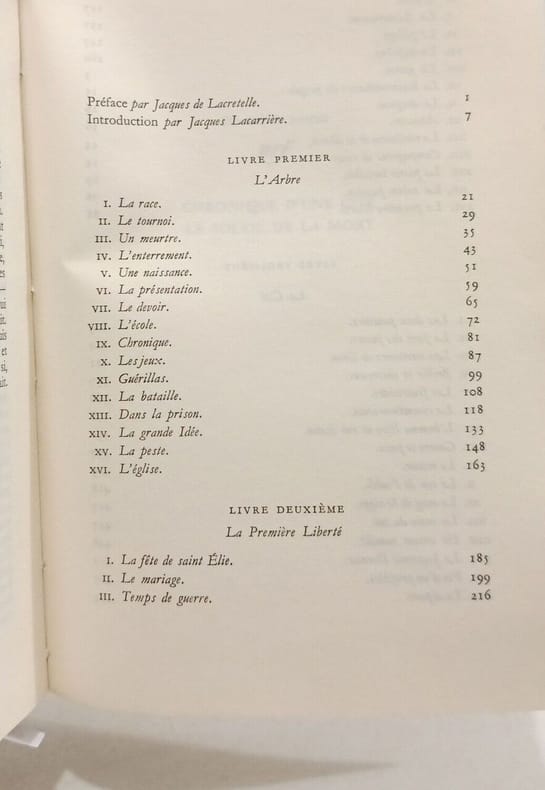 Préface par Jacques de Lacretelle. 1
Introduction par Jacques Lacarrière. 7
LIVRE PREMIER
L'Arbre
I. La race. 21
II. Le tournoi. 29
III. Un meurtre. 35
IV. L'enterrement. 43
V. Une naissance. 51
VI. La présentation. 59
VII. Le devoir. 65
VIII. L'école. 72
IX. Chronique. 81
X. Les jeux. 87
XI. Guérillas. 99
XII. La bataille. 108
XIII. Dans la prison. 118
XIV. La grande Idée. 133
XV. La peste. 148
XVI. L'église. 163
LIVRE DEUXIÈME
La Première Liberté
I. La fête de saint Élie. 185
II. Le mariage. 199
III. Temps de guerre. 216